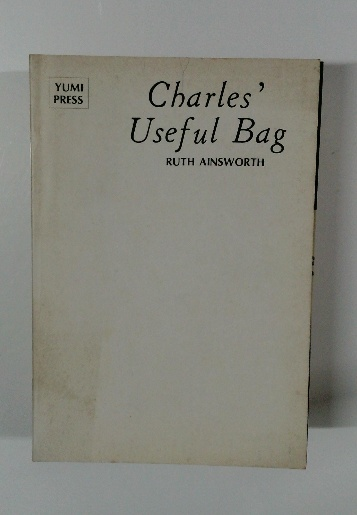 YUMI
PRESS
Charles'
Useful Bag
RUTH AINSWORTH